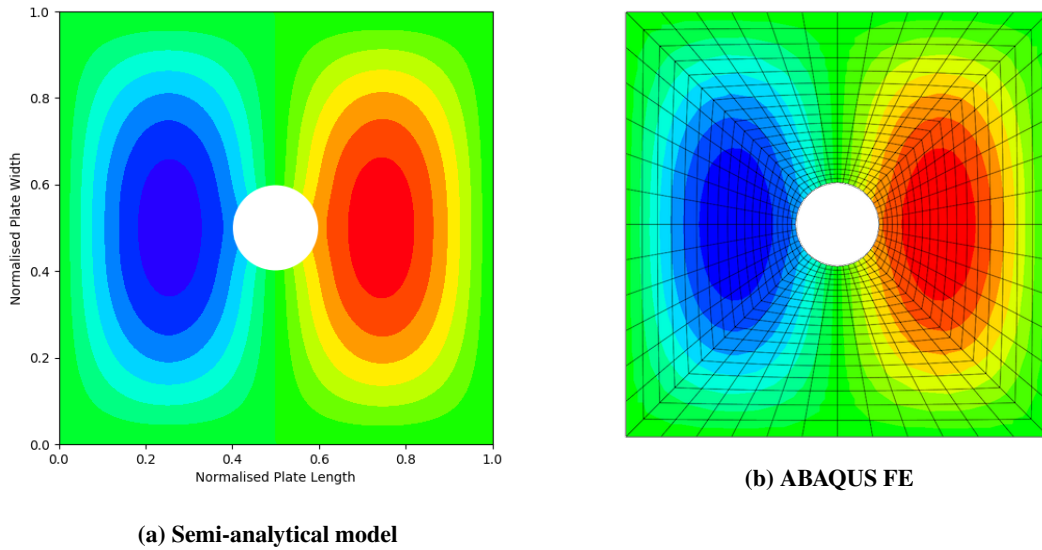 1.0
0.8
0.6
0.4
0.2
0.0
Normalised Plate Width
0.0 0.2 0.4 0.6 0.8 1.0
Normalised Plate Length
(a) Semi-analytical model
(b) ABAQUS FE